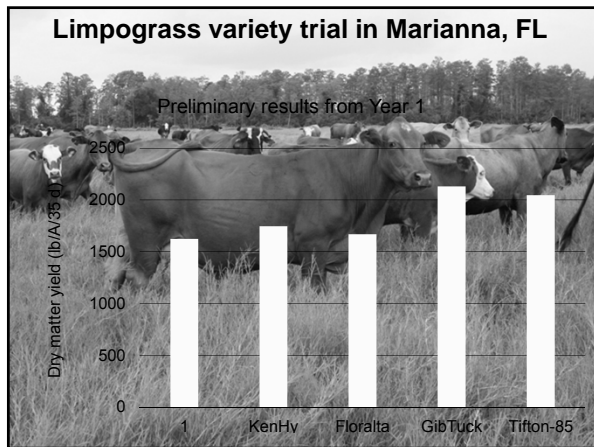 Limpograss variety trial in Marianna, FL
Preliminary results from Year 1
Dry matter yield (lb/A/35 d)
2500
2000
1500
1000
500
0
1 KenHy Floralta GibTuck Tifton-85